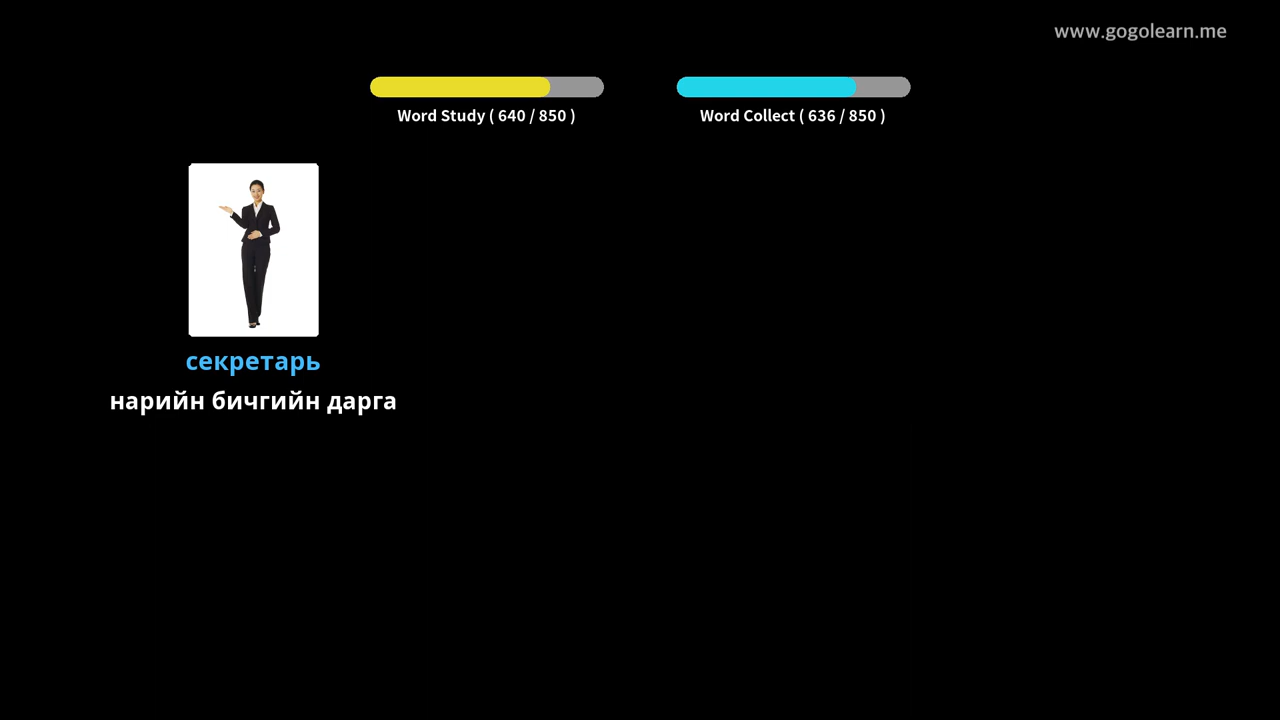 www.gogolearn.me
Word Study ( 640 / 850 )
Word Collect ( 636 / 850 )
секретарь
нарийн бичгийн дарга